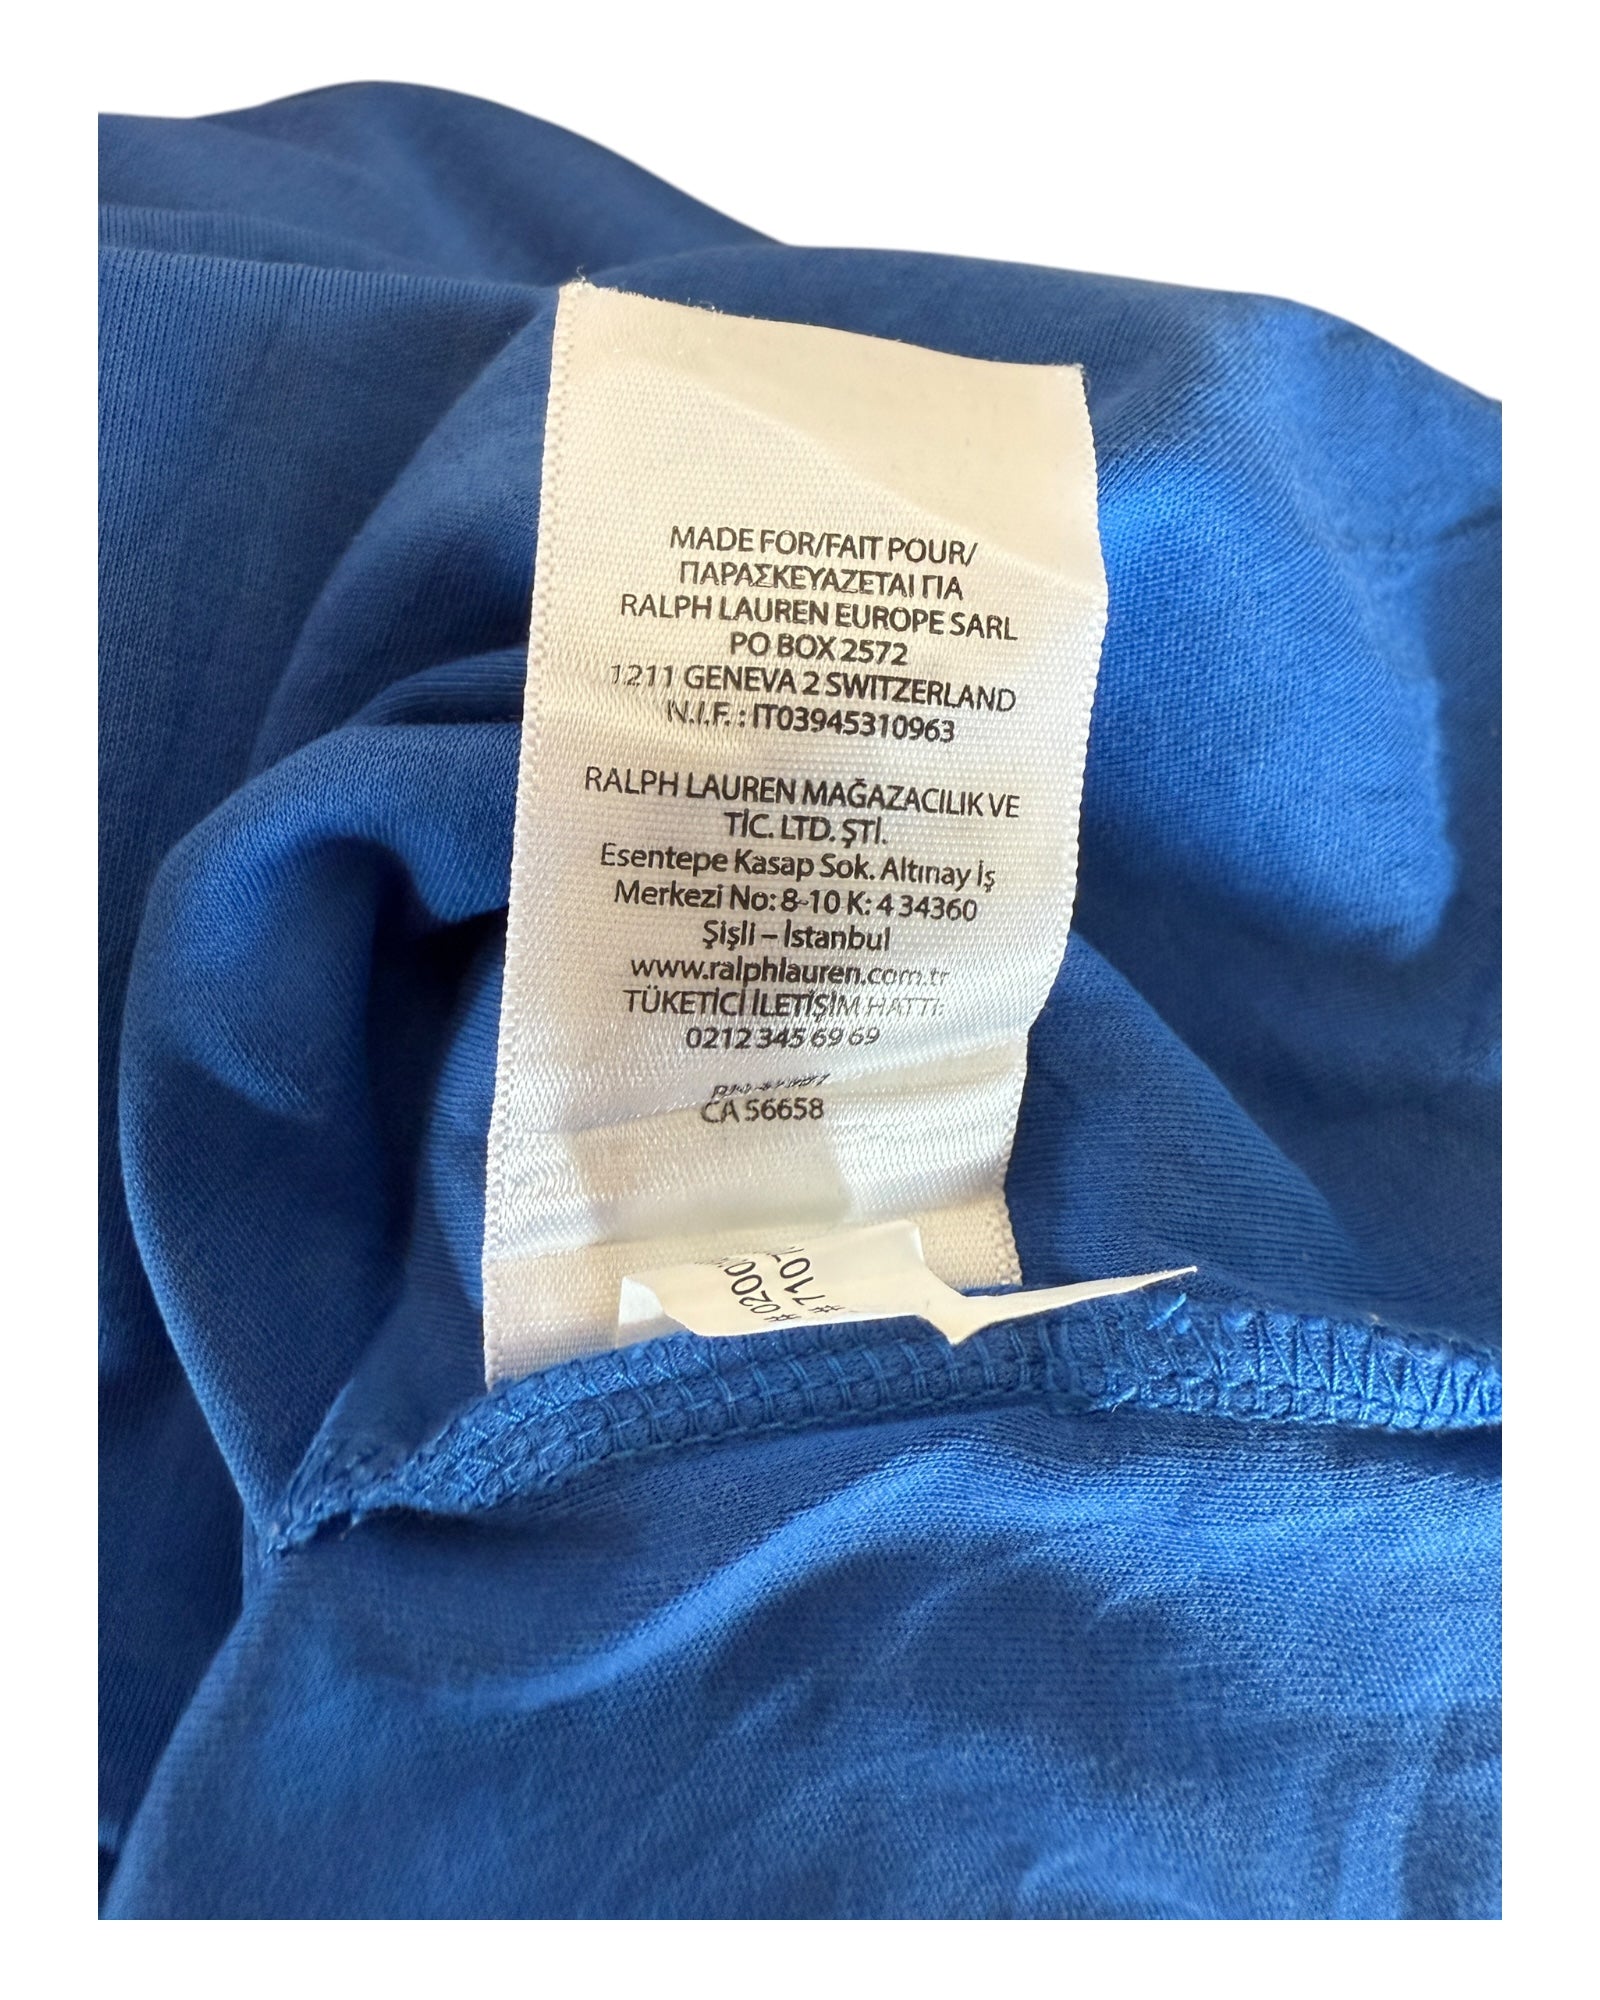 MADE FOR/FAIT POUR/
ΠΑΡΑΣΚΕΥΑΖΕΤΑΙ ΓΙΑ
RALPH LAUREN EUROPE SARL
PO BOX 2572
1211 GENEVA 2 SWITZERLAND
N.I.F. : IT03945310963
RALPH LAUREN MAĞAZACILIK VE
TİC. LTD. ŞTİ.
Esentepe Kasap Sok. Altınay İş
Merkezi No: 8-10 K: 4 34360
Şişli – İstanbul
www.ralphlauren.com.tr
TÜKETİCİ İLETİŞİM HATTI:
0212 345 69 69
CA 56658